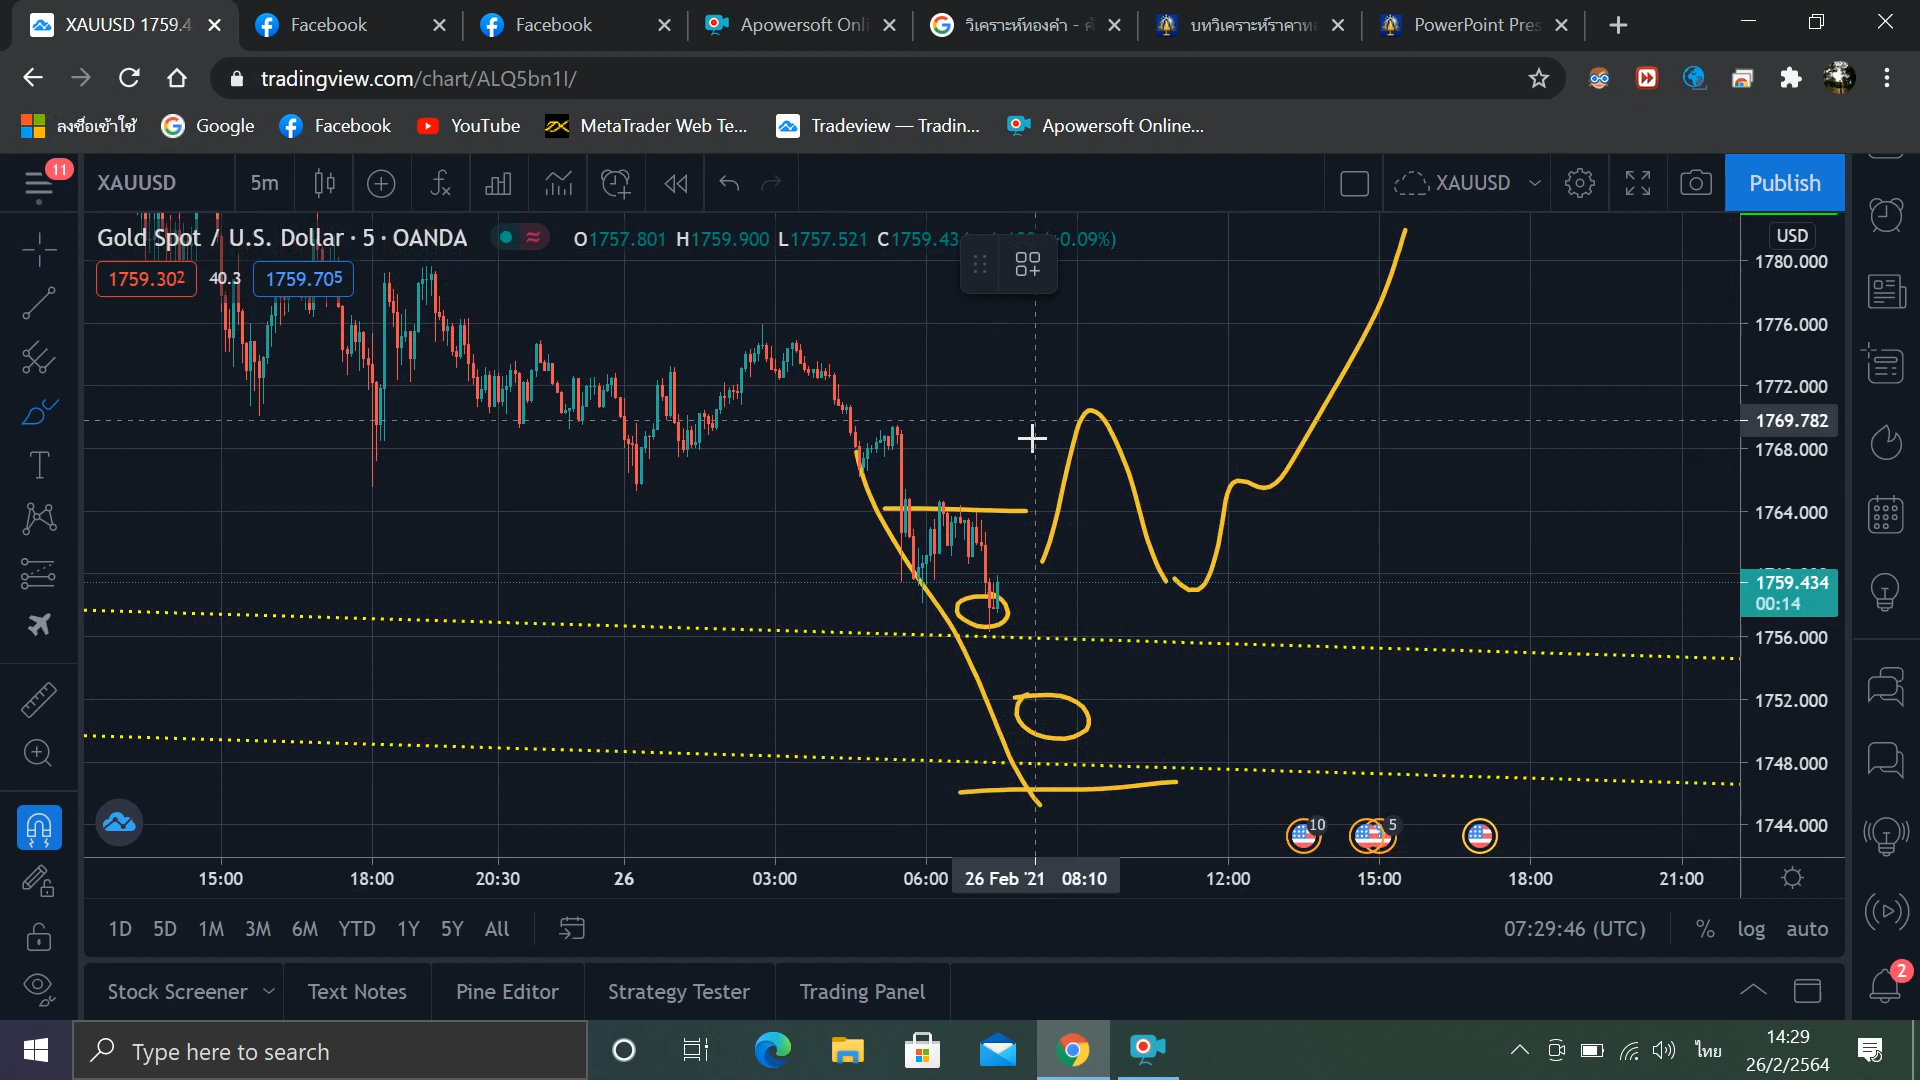 XAUUSD 1759.4
Facebook
Facebook
Apowersoft Onli
วิเคราะห์ทองคำ - ค้
บทวิเคราะห์ราคาทอ
PowerPoint Pres
tradingview.com/chart/ALQ5bn1I/
ลงชื่อเข้าใช้
Google
Facebook
YouTube
MetaTrader Web Te...
Tradeview — Tradin...
Apowersoft Online...
11
XAUUSD
5m
XAUUSD
Publish
Gold Spot / U.S. Dollar · 5 · OANDA
O1757.801 H1759.900 L1757.521 C1759.434
0.09%)
1759.302
40.3
1759.705
USD
1780.000
1776.000
1772.000
1769.782
1768.000
1764.000
1759.434
00:14
1756.000
1752.000
1748.000
1744.000
10
5
15:00
18:00
20:30
26
03:00
06:00
26 Feb '21 08:10
12:00
15:00
18:00
21:00
1D 5D 1M 3M 6M YTD 1Y 5Y All
07:29:46 (UTC)
% log auto
Stock Screener
Text Notes
Pine Editor
Strategy Tester
Trading Panel
2
Type here to search
ไทย
14:29
26/2/2564